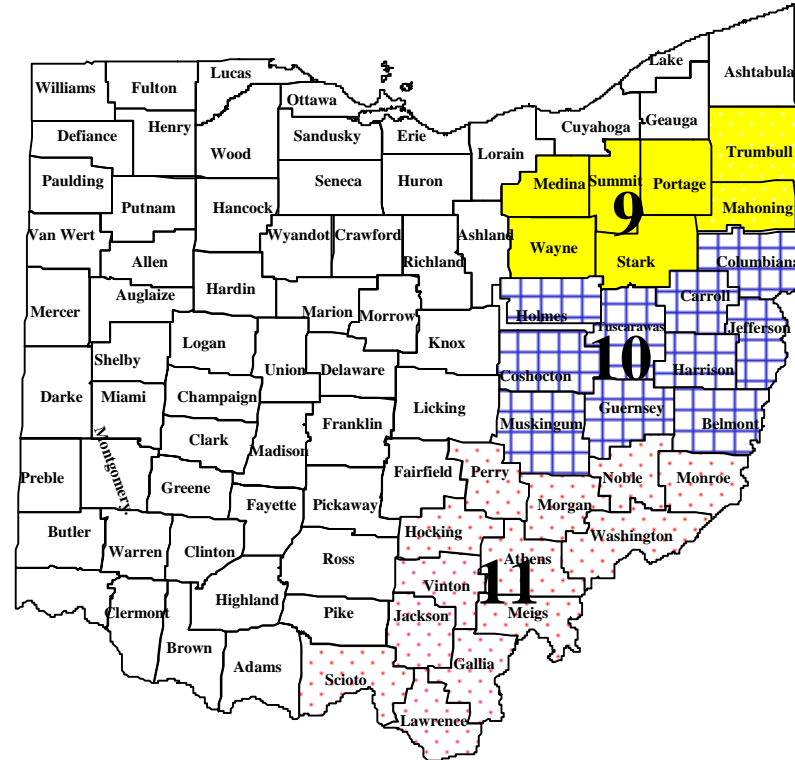 Lake
Lucas
Ashtabula
Williams
Fulton
Ottawa
Geauga
Henry
Cuyahoga
Defiance
Sandusky
Erie
Wood
Lorain
Trumbull
Paulding
Seneca
Huron
Medina
Summit
Portage
Putnam
Hancock
Mahoning
9
Van Wert
Wyandot
Crawford
Ashland
Wayne
Allen
Richland
Stark
Columbiana
Hardin
Auglaize
Carroll
Mercer
Marion
Morrow
Holmes
Tuscarawas
Jefferson
Logan
Knox
10
Shelby
Union
Delaware
Harrison
Coshocton
Darke
Miami
Champaign
Licking
Guernsey
Franklin
Muskingum
Belmont
Clark
Montgomery
Madison
Preble
Fairfield
Perry
Noble
Monroe
Greene
Fayette
Pickaway
Morgan
Butler
Hocking
Washington
Warren
Clinton
Ross
Athens
11
Vinton
Highland
Clermont
Pike
Jackson
Meigs
Brown
Adams
Gallia
Scioto
Lawrence